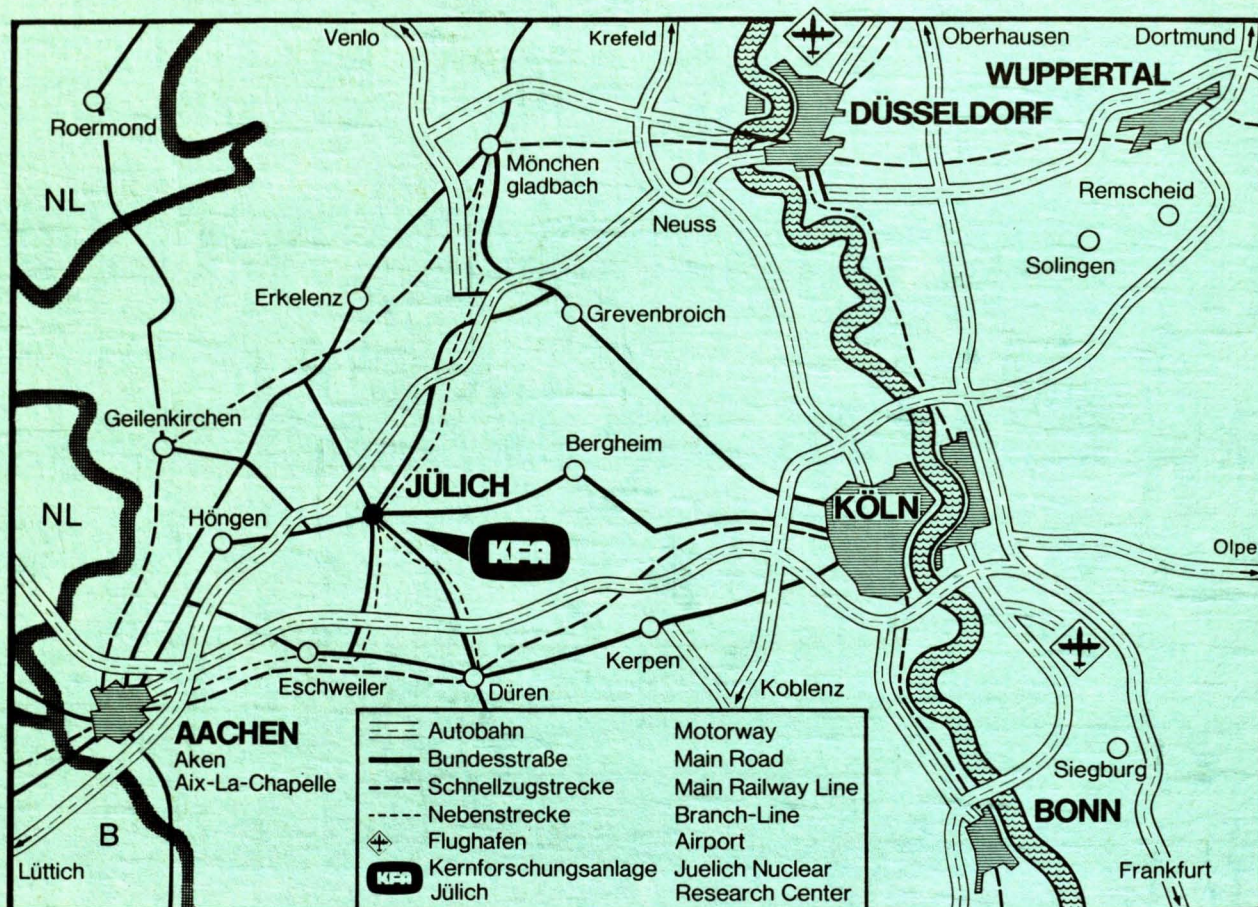 Venlo
Krefeld
Oberhausen
Dortmund
WUPPERTAL
DÜSSELDORF
Roermond
Mönchen
gladbach
NL
Neuss
Remscheid
Solingen
Erkelenz
Grevenbroich
Geilenkirchen
Bergheim
JÜLICH
NL
Höngen
KÖLN
KFA
Olpe
Kerpen
Eschweiler
Düren
Koblenz
AACHEN
Aken
Aix-La-Chapelle
Siegburg
BONN
B
Lüttich
Frankfurt
Autobahn Motorway
Bundesstraße Main Road
Schnellzugstrecke Main Railway Line
Nebenstrecke Branch-Line
Flughafen Airport
KFA Kernforschungsanlage Juelich Nuclear
Jülich Research Center